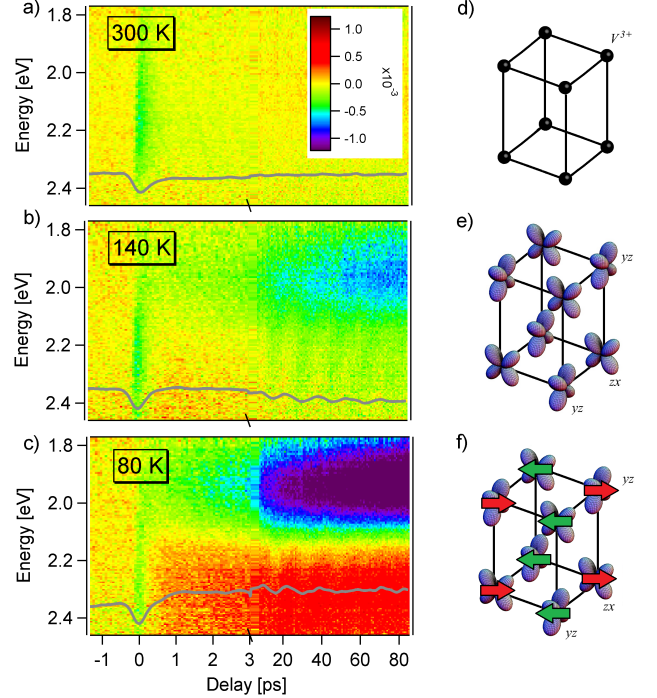 a)
300 K
1.8
2.0
2.2
2.4
Energy [eV]
1.0
0.5
0.0
-0.5
-1.0
x10⁻³
b)
140 K
1.8
2.0
2.2
2.4
Energy [eV]
c)
80 K
1.8
2.0
2.2
2.4
Energy [eV]
-1 0 1 2 3 20 40 60 80
Delay [ps]
d)
V³⁺
e)
yz
zx
yz
f)
yz
zx
yz